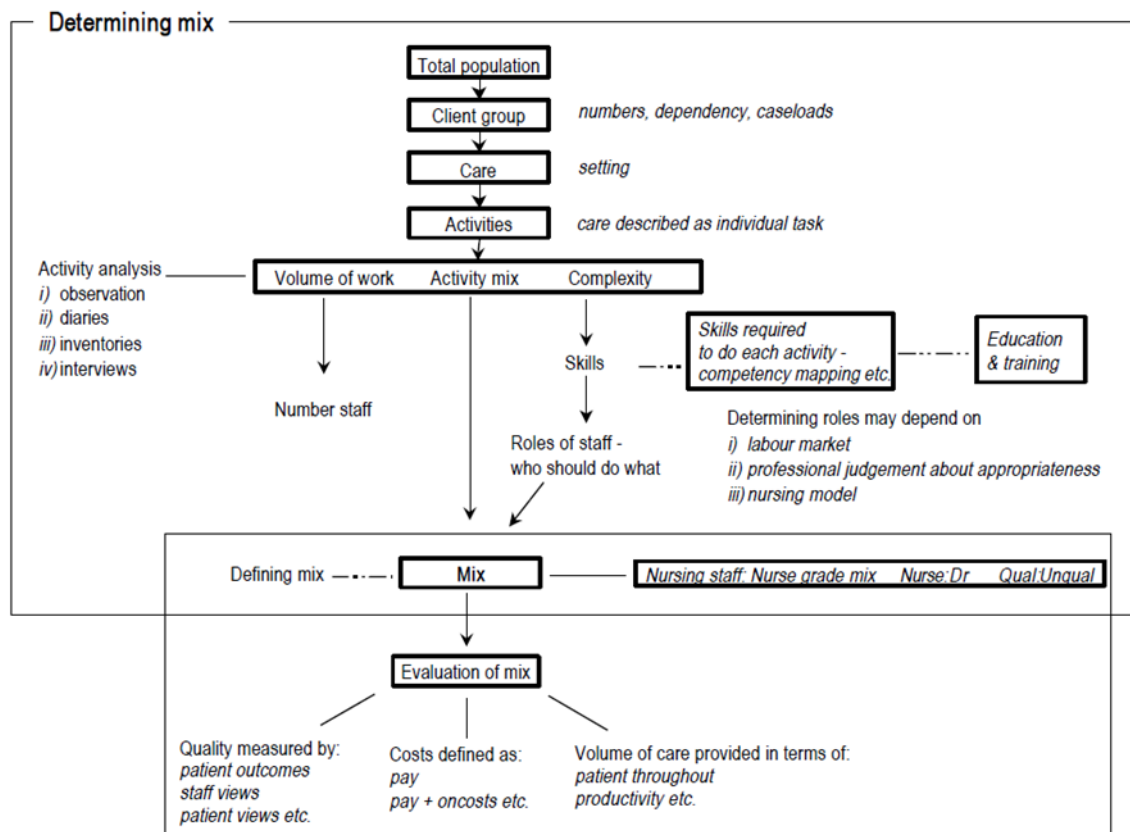 Determining mix
Total population
Client group
numbers, dependency, caseloads
Care
setting
Activities
care described as individual task
Activity analysis
i) observation
ii) diaries
iii) inventories
iv) interviews
Volume of work Activity mix Complexity
Number staff
Skills
Skills required
to do each activity -
competency mapping etc.
Education
& training
Roles of staff -
who should do what
Determining roles may depend on
i) labour market
ii) professional judgement about appropriateness
iii) nursing model
Defining mix
Mix
Nursing staff: Nurse grade mix Nurse:Dr Qual:Unqual
Evaluation of mix
Quality measured by:
patient outcomes
staff views
patient views etc.
Costs defined as:
pay
pay + oncosts etc.
Volume of care provided in terms of:
patient throughout
productivity etc.